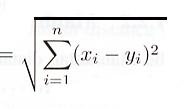 = \sqrt{\sum_{i=1}^{n} (x_i - y_i)^2}